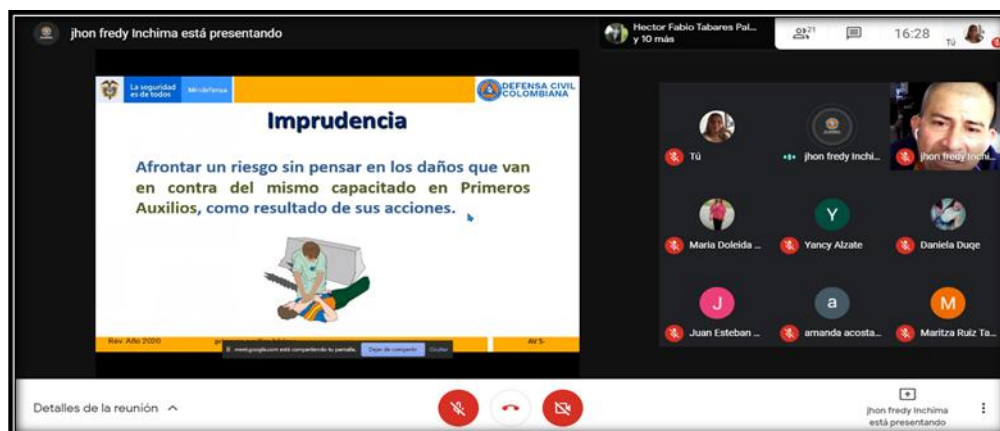 jhon fredy Inchima está presentando
Hector Fabio Tabares Pal...
y 10 más
21
16:28
Tú
La seguridad
es de todos
Mindefensa
DEFENSA CIVIL
COLOMBIANA
Imprudencia
Afrontar un riesgo sin pensar en los daños que van
en contra del mismo capacitado en Primeros
Auxilios, como resultado de sus acciones.
Rev. Año 2020
AV 5-
meet.google.com está compartiendo tu pantalla.
Dejar de compartir
Ocultar
Tú
jhon fredy Inchi...
jhon fredy Inchi...
Maria Doleida ...
Y
Yancy Alzate
Daniela Duqe
J
Juan Esteban ...
a
amanda acosta...
M
Maritza Ruiz Ta...
Detalles de la reunión
jhon fredy Inchima
está presentando